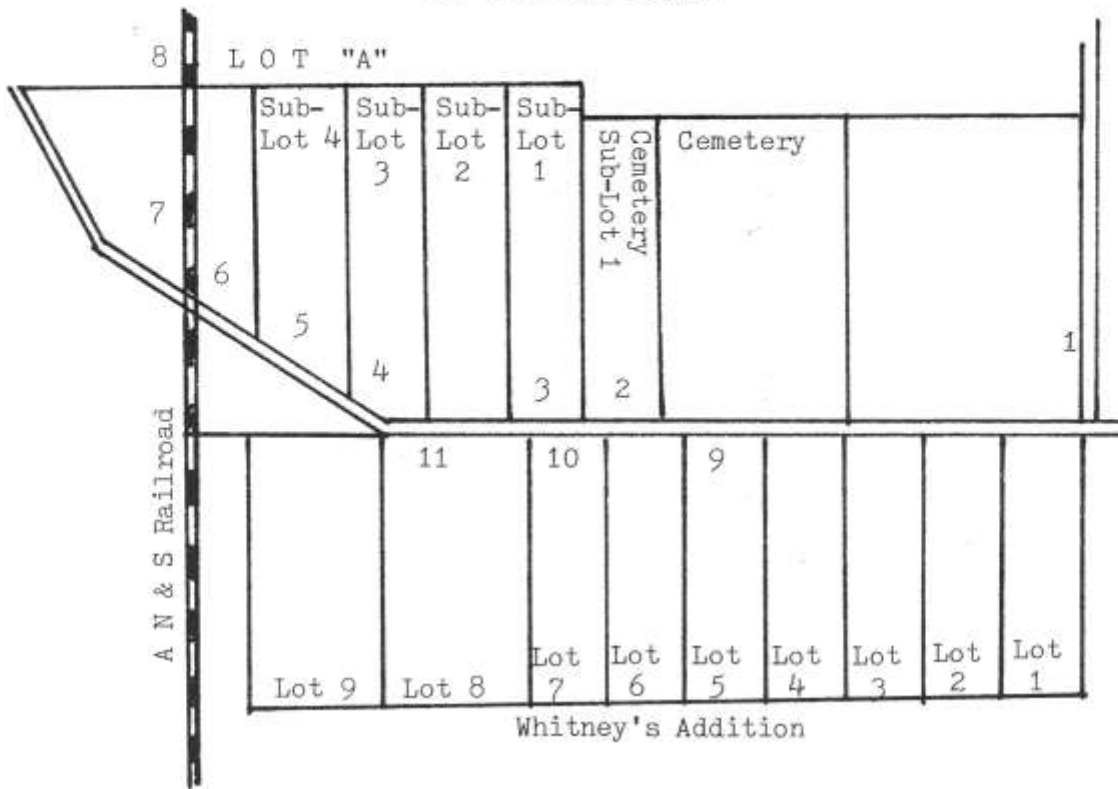 8 LOT "A"
Sub-
Lot 4
Sub-
Lot
3
Sub-
Lot
2
Sub-
Lot
1
Cemetery
Sub-Lot 1
Cemetery
7
6
5
4
3
2
1
A N & S Railroad
11
10
9
Lot 9
Lot 8
Lot
7
Lot
6
Lot
5
Lot
4
Lot
3
Lot
2
Lot
1
Whitney's Addition